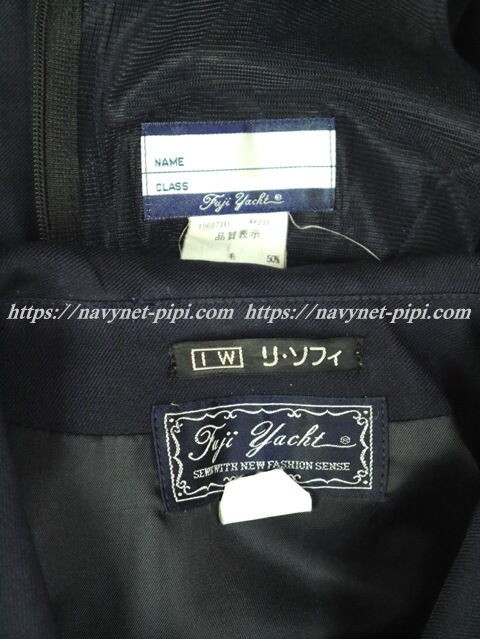 NAME
CLASS
Fuji Yacht ®
品質表示
毛 50%
https://navynet-pipi.com https://navynet-pipi.com
I W リ・ソフィ
Fuji Yacht ®
SEWN WITH NEW FASHION SENSE